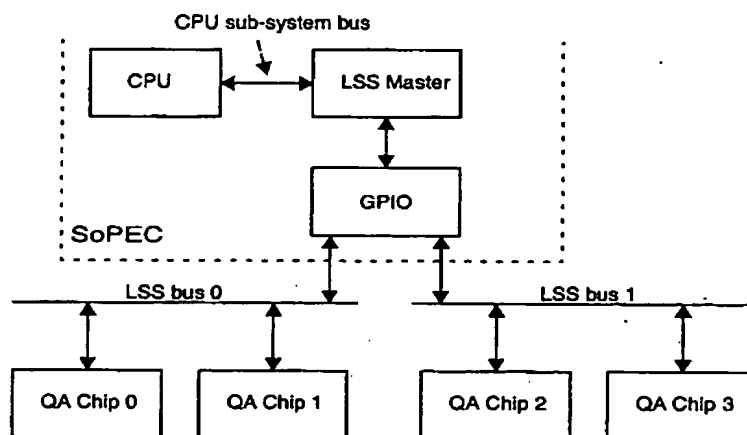 CPU sub-system bus
CPU
LSS Master
GPIO
SoPEC
LSS bus 0
LSS bus 1
QA Chip 0
QA Chip 1
QA Chip 2
QA Chip 3